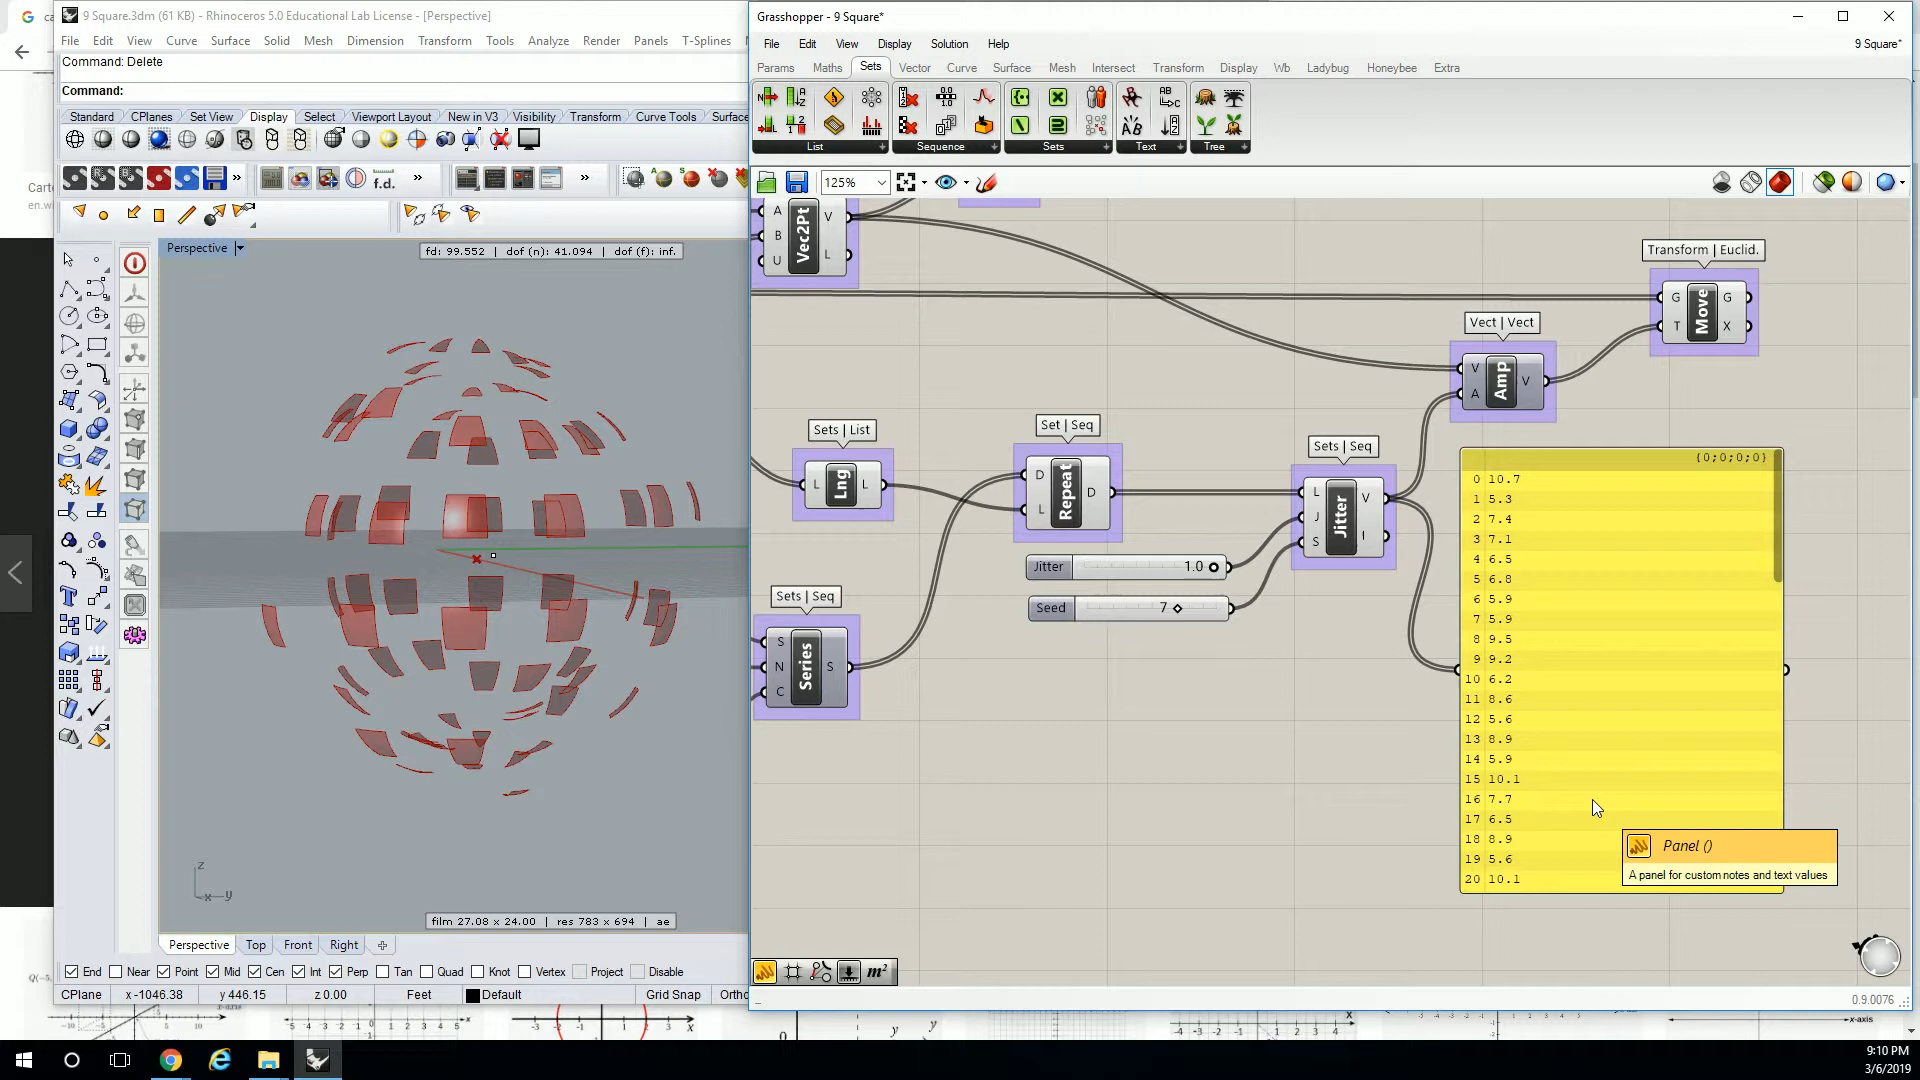 9 Square.3dm (61 KB) - Rhinoceros 5.0 Educational Lab License - [Perspective]
File Edit View Curve Surface Solid Mesh Dimension Transform Tools Analyze Render Panels T-Splines
Command: Delete
Command:
Standard CPlanes Set View Display Select Viewport Layout New in V3 Visibility Transform Curve Tools Surfac
f.d.
Perspective
fd: 99.552 | dof (n): 41.094 | dof (f): inf.
z
x y
film 27.08 x 24.00 | res 783 x 694 | ae
Perspective Top Front Right
End Near Point Mid Cen Int Perp Tan Quad Knot Vertex Project Disable
CPlane x -1046.38 y 446.15 z 0.00 Feet Default Grid Snap Ortho
Grasshopper - 9 Square*
File Edit View Display Solution Help
9 Square*
Params Maths Sets Vector Curve Surface Mesh Intersect Transform Display Wb Ladybug Honeybee Extra
List Sequence Sets Text Tree
125%
A
B
U
Vec2Pt
V
L
Transform | Euclid.
G
T
Move
G
X
Vect | Vect
V
A
Amp
V
Sets | List
L
Lng
L
Set | Seq
D
L
Repeat
D
Sets | Seq
L
J
S
Jitter
V
I
Jitter 1.0
Seed 7
Sets | Seq
S
N
C
Series
S
{0;0;0;0}
0 10.7
1 5.3
2 7.4
3 7.1
4 6.5
5 6.8
6 5.9
7 5.9
8 9.5
9 9.2
10 6.2
11 8.6
12 5.6
13 8.9
14 5.9
15 10.1
16 7.7
17 6.5
18 8.9
19 5.6
20 10.1
Panel ()
A panel for custom notes and text values
m²
0.9.0076
Carte
en.wi
x-axis
9:10 PM
3/6/2019